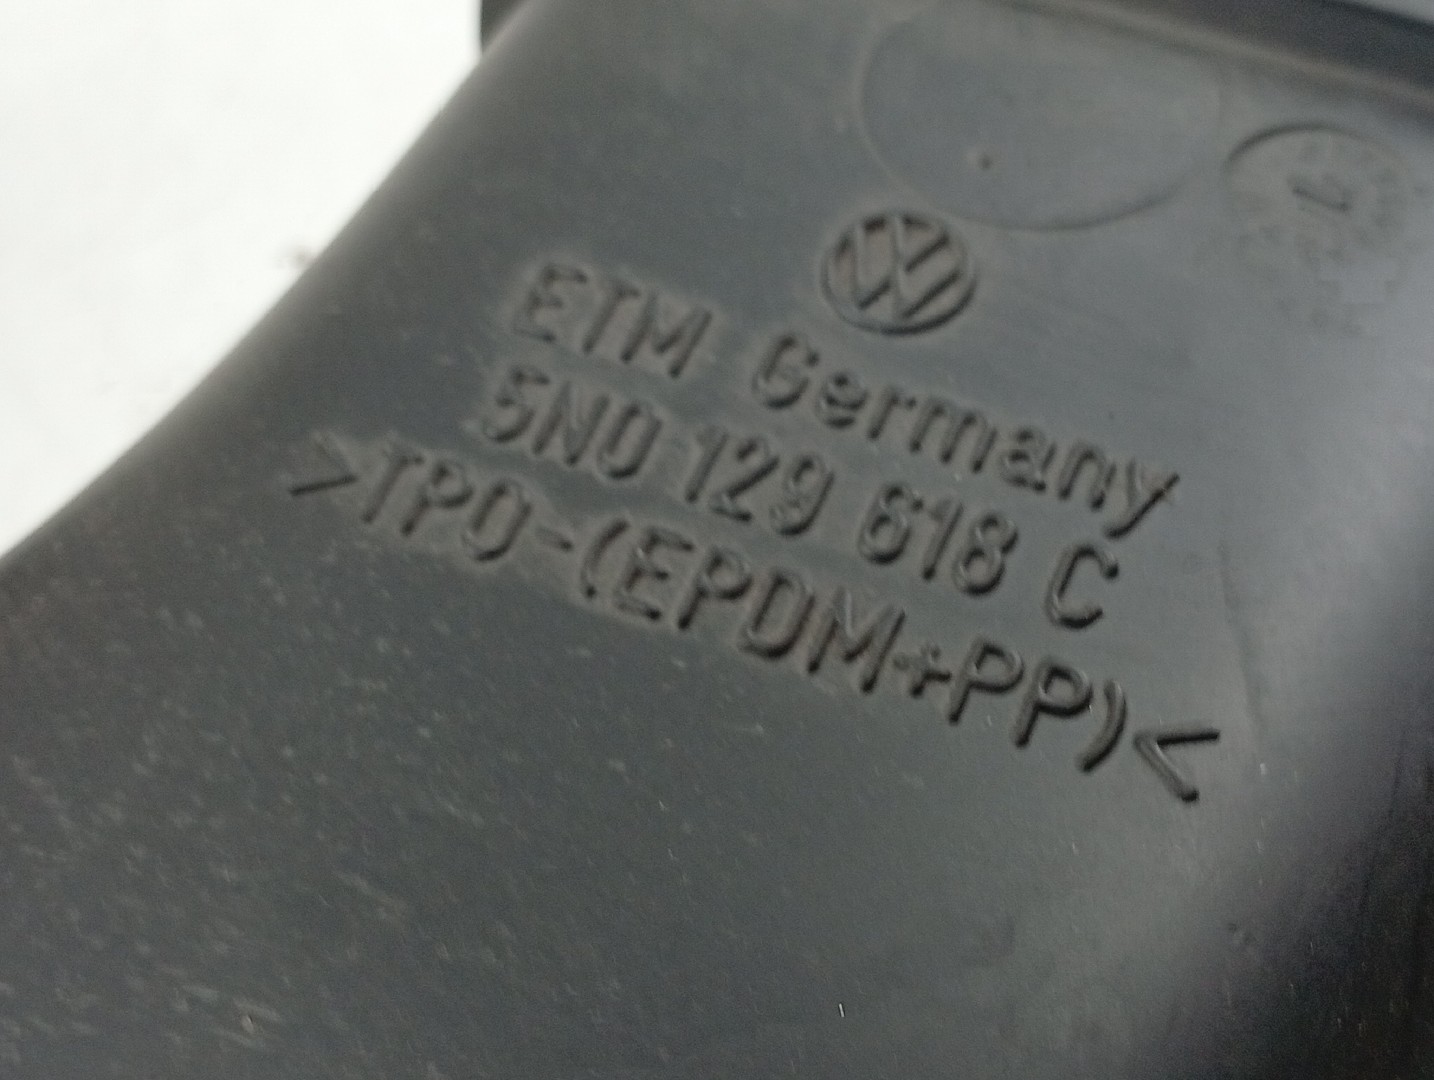 ETM Germany
5N0 129 618 C
>TPO-(EPDM+PP)<